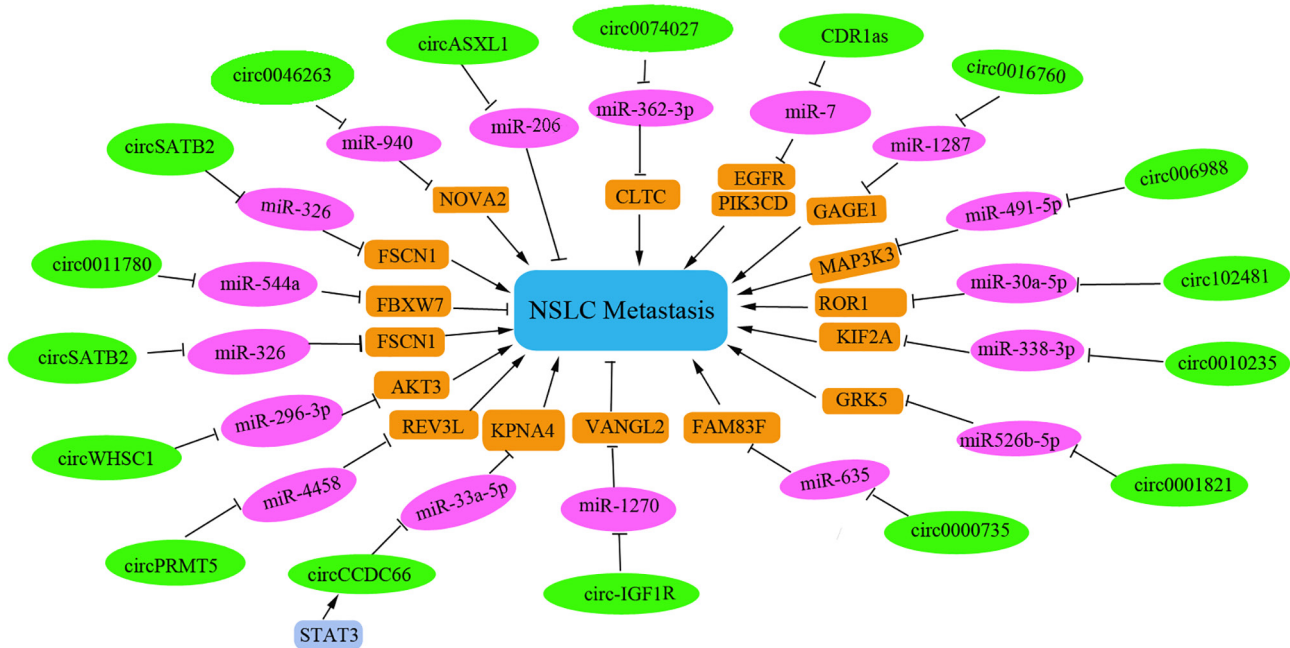 circ0074027
CDR1as
circASXL1
circ0016760
circ0046263
miR-362-3p
miR-7
miR-206
miR-940
miR-1287
circSATB2
EGFR
circ006988
NOVA2
CLTC
PIK3CD
GAGE1
miR-326
miR-491-5p
FSCN1
MAP3K3
circ0011780
miR-544a
FBXW7
NSLC Metastasis
ROR1
miR-30a-5p
circ102481
circSATB2
miR-326
FSCN1
KIF2A
miR-338-3p
circ0010235
AKT3
GRK5
miR-296-3p
REV3L
KPNA4
VANGL2
FAM83F
miR526b-5p
circWHSC1
miR-4458
miR-33a-5p
miR-1270
miR-635
circ0001821
circ0000735
circPRMT5
circCCDC66
circ-IGF1R
STAT3